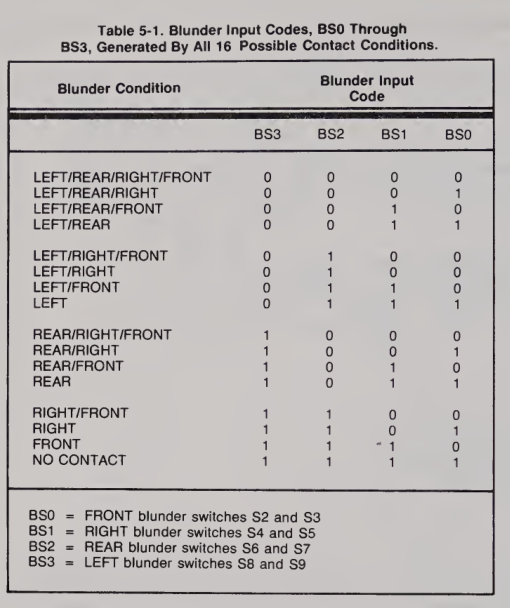 Table 5-1. Blunder Input Codes, BS0 Through
BS3, Generated By All 16 Possible Contact Conditions.
Blunder Condition Blunder Input
Code
BS3 BS2 BS1 BS0
LEFT/REAR/RIGHT/FRONT 0 0 0 0
LEFT/REAR/RIGHT 0 0 0 1
LEFT/REAR/FRONT 0 0 1 0
LEFT/REAR 0 0 1 1
LEFT/RIGHT/FRONT 0 1 0 0
LEFT/RIGHT 0 1 0 0
LEFT/FRONT 0 1 1 0
LEFT 0 1 1 1
REAR/RIGHT/FRONT 1 0 0 0
REAR/RIGHT 1 0 0 1
REAR/FRONT 1 0 1 0
REAR 1 0 1 1
RIGHT/FRONT 1 1 0 0
RIGHT 1 1 0 1
FRONT 1 1 1 0
NO CONTACT 1 1 1 1
BS0 = FRONT blunder switches S2 and S3
BS1 = RIGHT blunder switches S4 and S5
BS2 = REAR blunder switches S6 and S7
BS3 = LEFT blunder switches S8 and S9